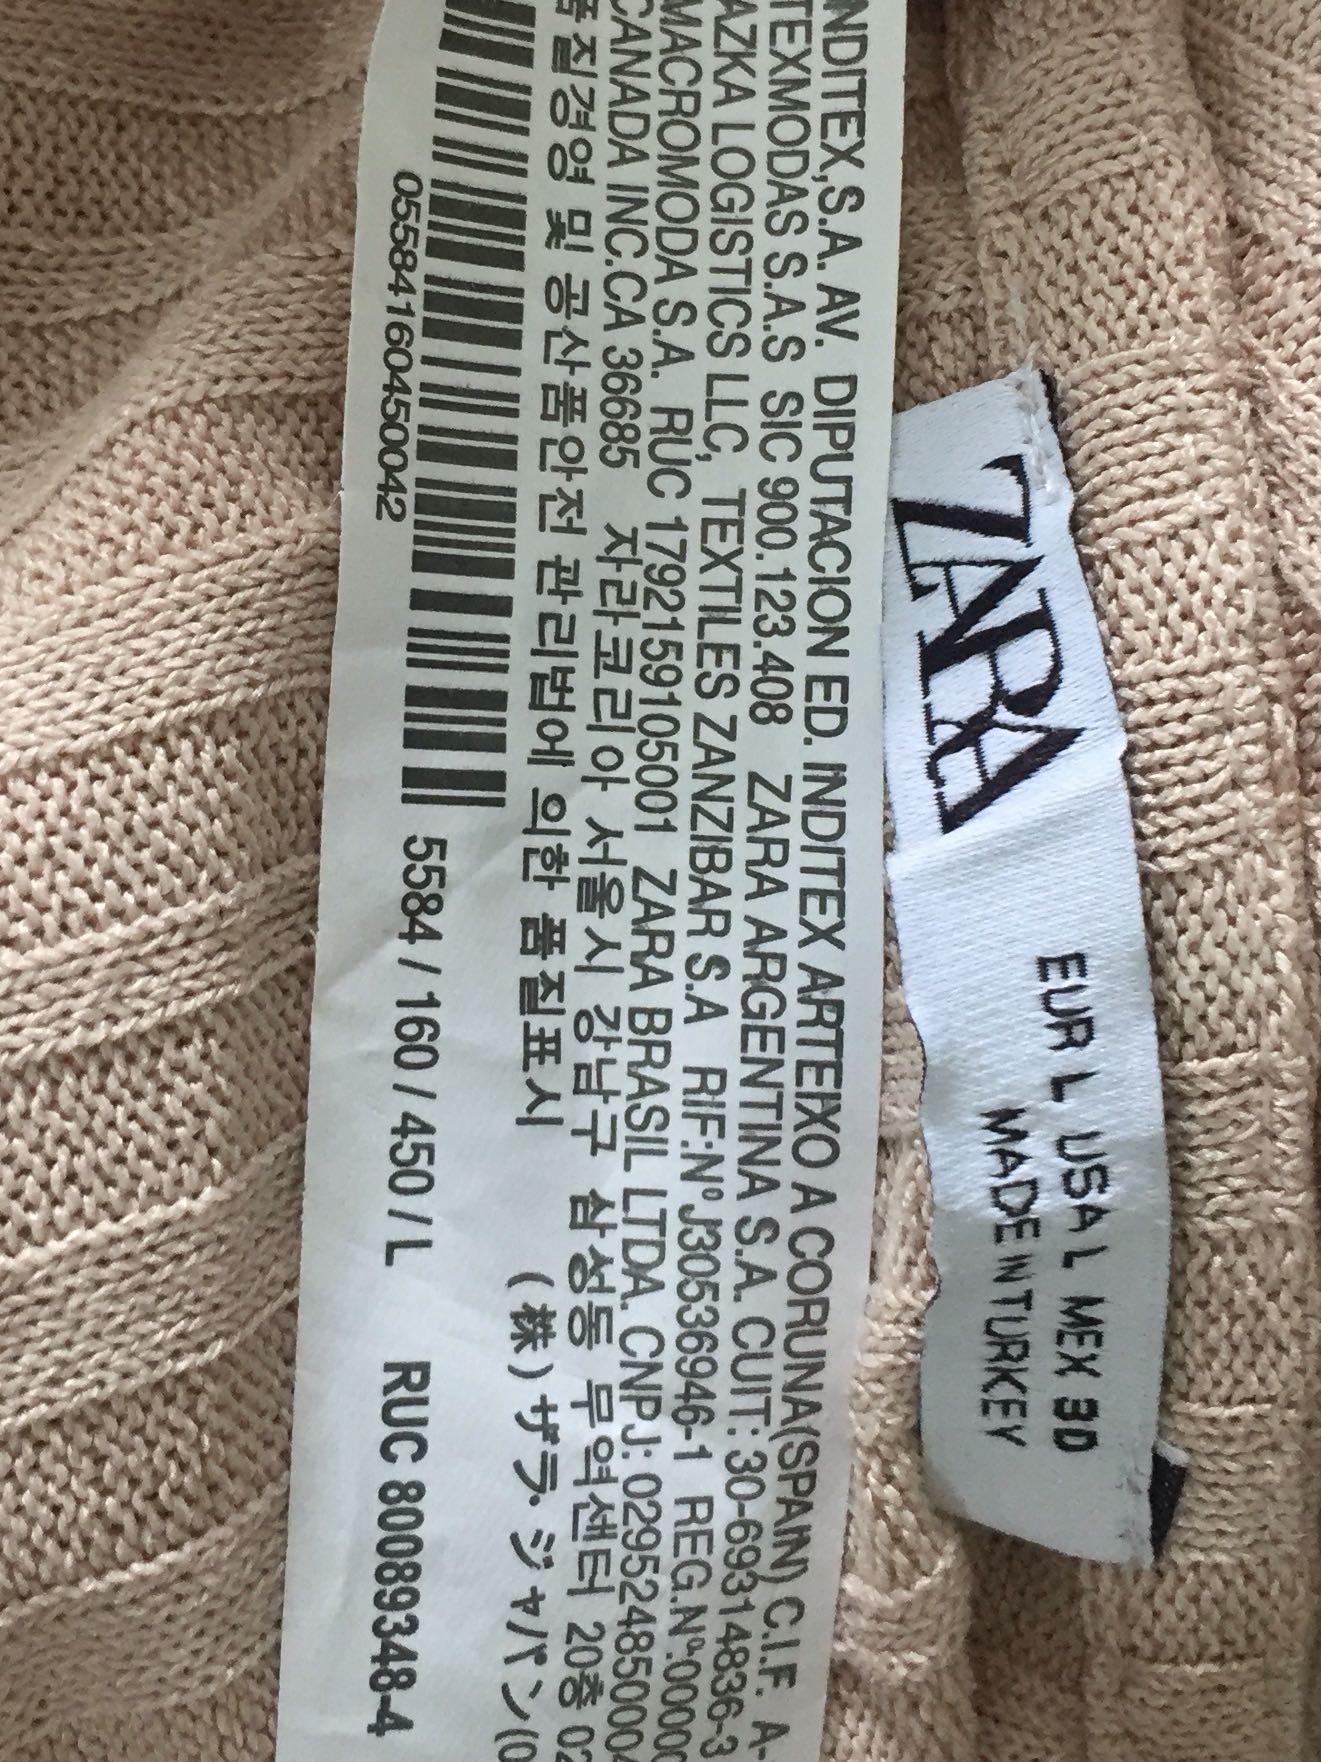 INDITEX,S.A. AV. DIPUTACION ED. INDITEX ARTEIXO A CORUNA(SPAIN) C.I.F. A-
TEXMODAS S.A.S SIC 900.123.408 ZARA ARGENTINA S.A. CUIT: 30-69314836-3
AZKA LOGISTICS LLC, TEXTILES ZANZIBAR S.A RIF:Nº J30536946-1 REG.Nª.00000
MACROMODA S.A. RUC 1792159105001 ZARA BRASIL LTDA. CNPJ: 02952485000
CANADA INC.CA 36685 자라코리아 서울시 강남구 삼성동 무역센터 20층 02
품질경영 및 공산품안전 관리법에 의한 품질표시 (株)ザラ・ジャパン(0
05584160450042
5584 / 160 / 450 / L RUC 80089348-4
ZARA
EUR L USA L MEX 30
MADE IN TURKEY